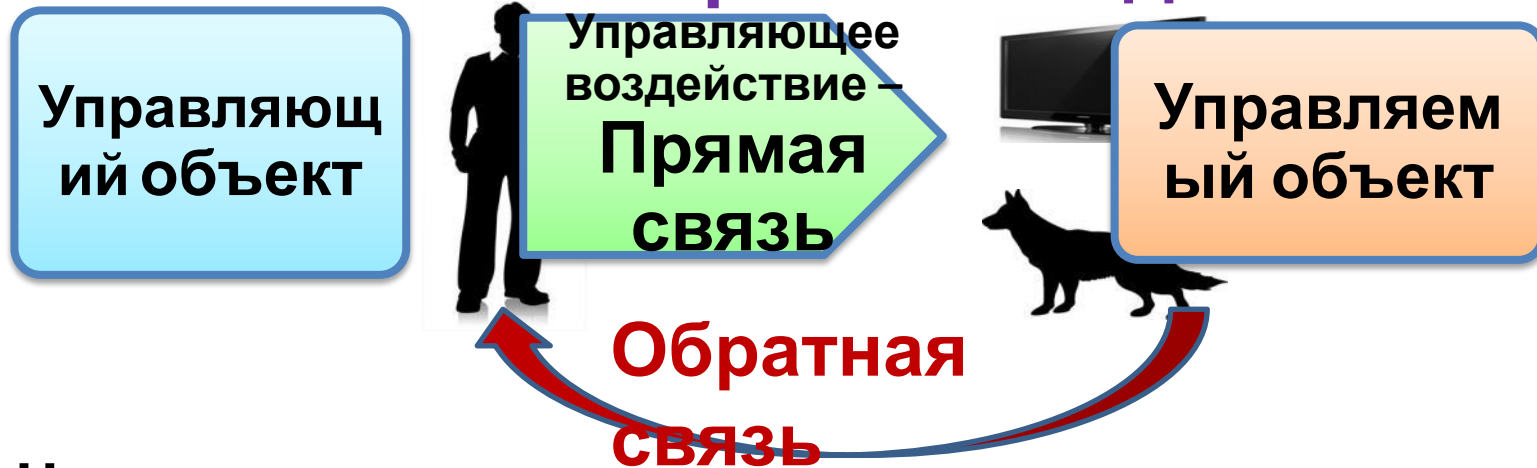 Управляющ
ий объект
Управляющее
воздействие –
Прямая
связь
Управляем
ый объект
Обратная
связь